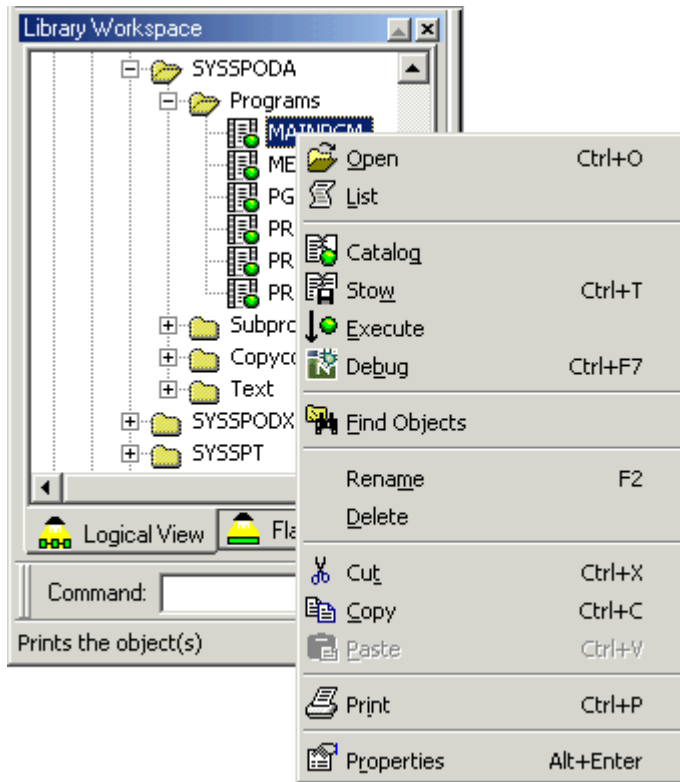 Library Workspace
SYSSPODA
Programs
MAINPGM
ME
PG
PR
PR
PR
Subpro
Copyco
Text
SYSSPODX
SYSSPT
Logical View Fla
Command:
Prints the object(s)
Open Ctrl+O
List
Catalog
Stow Ctrl+T
Execute
Debug Ctrl+F7
Find Objects
Rename F2
Delete
Cut Ctrl+X
Copy Ctrl+C
Paste Ctrl+V
Print Ctrl+P
Properties Alt+Enter